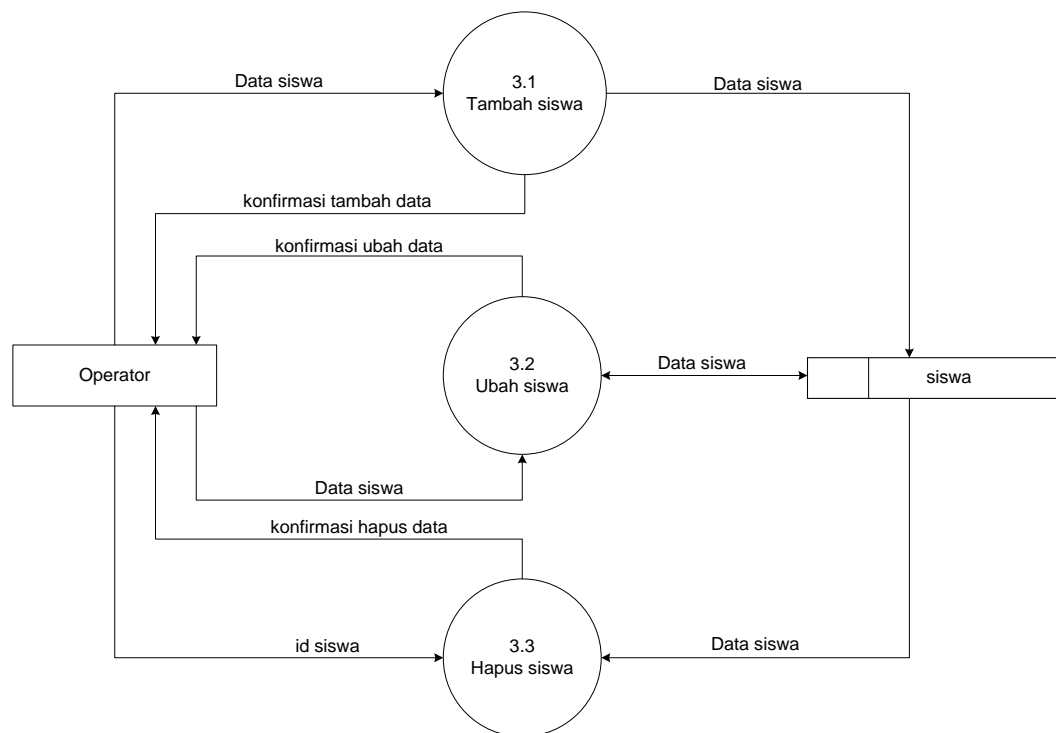 3.1
Tambah siswa
Data siswa
Data siswa
konfirmasi tambah data
konfirmasi ubah data
Operator
3.2
Ubah siswa
Data siswa
siswa
Data siswa
konfirmasi hapus data
3.3
Hapus siswa
id siswa
Data siswa